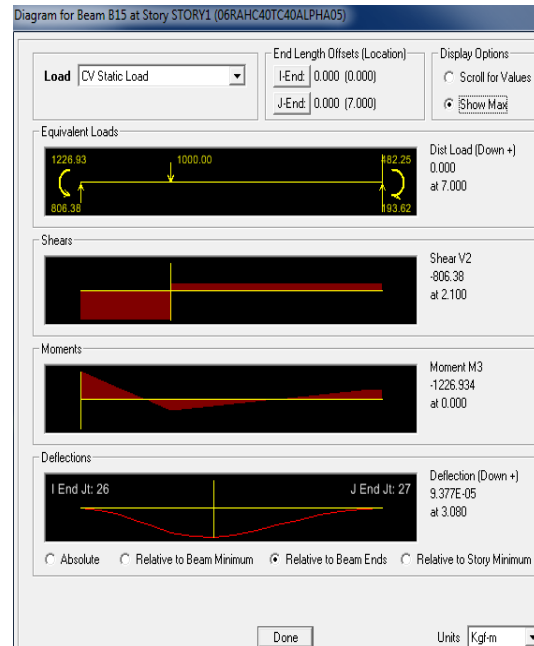 Diagram for Beam B15 at Story STORY1 (06RAHC40TC40ALPHA05)
Load CV Static Load
End Length Offsets (Location)
I-End: 0.000 (0.000)
J-End: 0.000 (7.000)
Display Options
Scroll for Values
Show Max
Equivalent Loads
1226.93 1000.00 482.25
806.38 193.62
Dist Load (Down +)
0.000
at 7.000
Shears
Shear V2
-806.38
at 2.100
Moments
Moment M3
-1226.934
at 0.000
Deflections
I End Jt: 26 J End Jt: 27
Deflection (Down +)
9.377E-05
at 3.080
Absolute Relative to Beam Minimum Relative to Beam Ends Relative to Story Minimum
Done Units Kgf-m